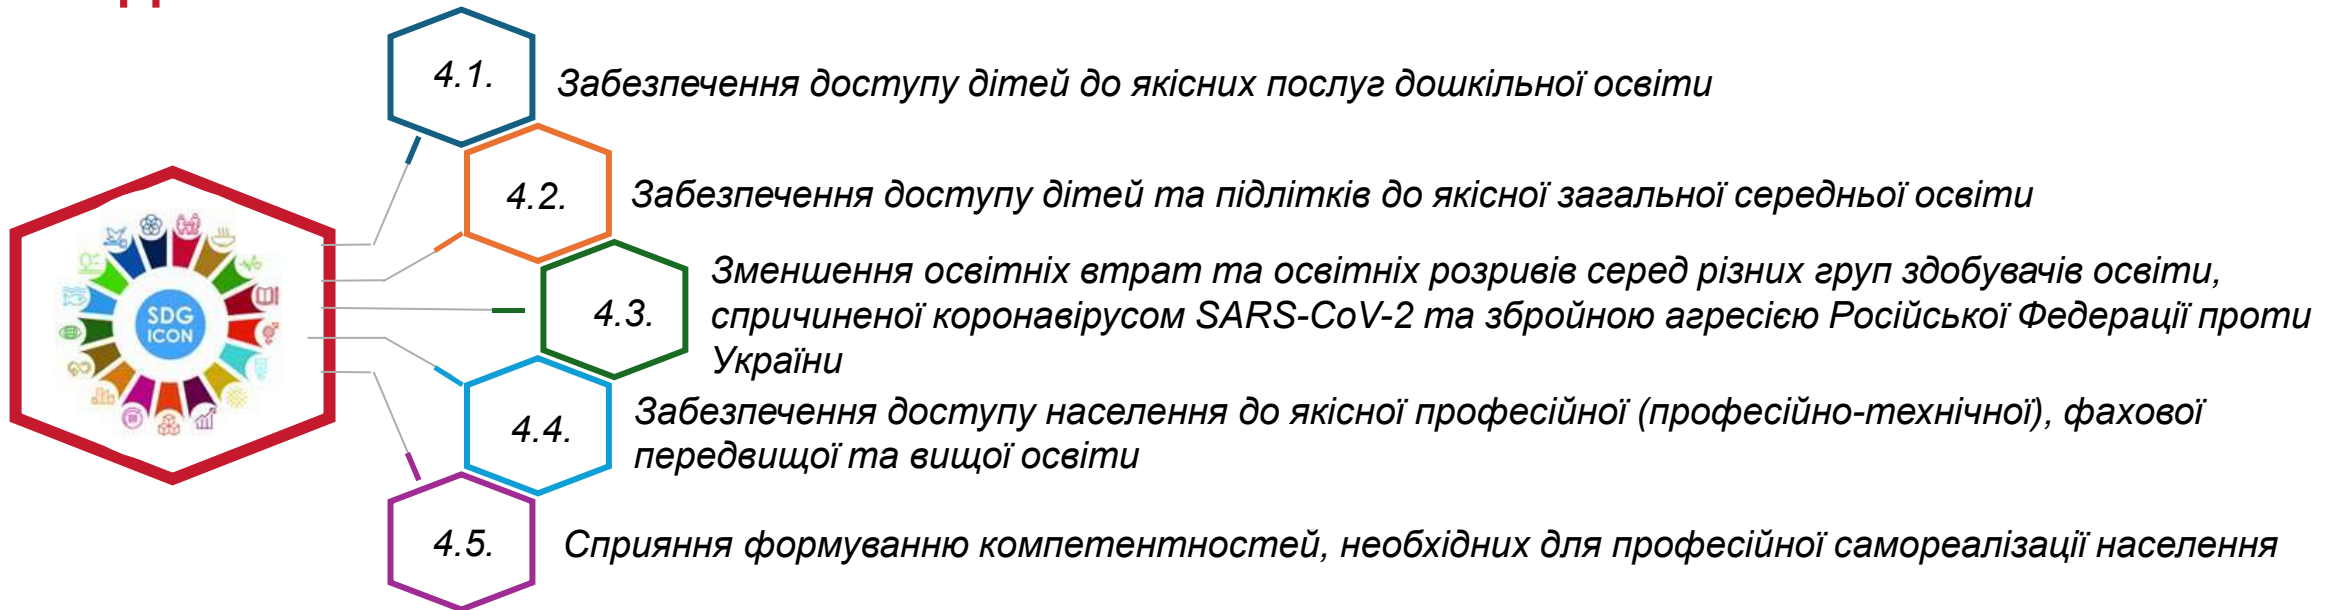 4.1.
Забезпечення доступу дітей до якісних послуг дошкільної освіти
4.2.
Забезпечення доступу дітей та підлітків до якісної загальної середньої освіти
4.3.
Зменшення освітніх втрат та освітніх розривів серед різних груп здобувачів освіти,
спричиненої коронавірусом SARS-CoV-2 та збройною агресією Російської Федерації проти
України
SDG
ICON
4.4.
Забезпечення доступу населення до якісної професійної (професійно-технічної), фахової
передвищої та вищої освіти
4.5.
Сприяння формуванню компетентностей, необхідних для професійної самореалізації населення